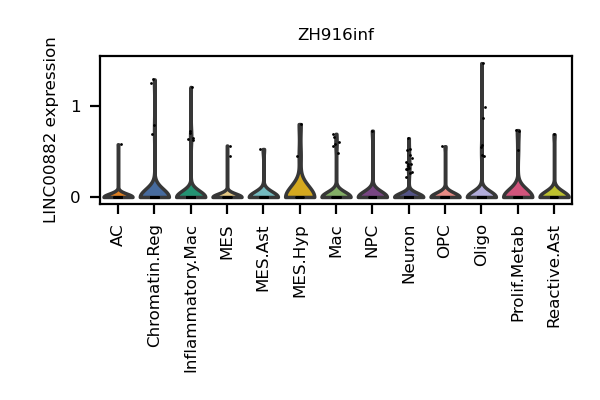 ZH916inf
LINC00882 expression
1
0
AC
Chromatin.Reg
Inflammatory.Mac
MES
MES.Ast
MES.Hyp
Mac
NPC
Neuron
OPC
Oligo
Prolif.Metab
Reactive.Ast